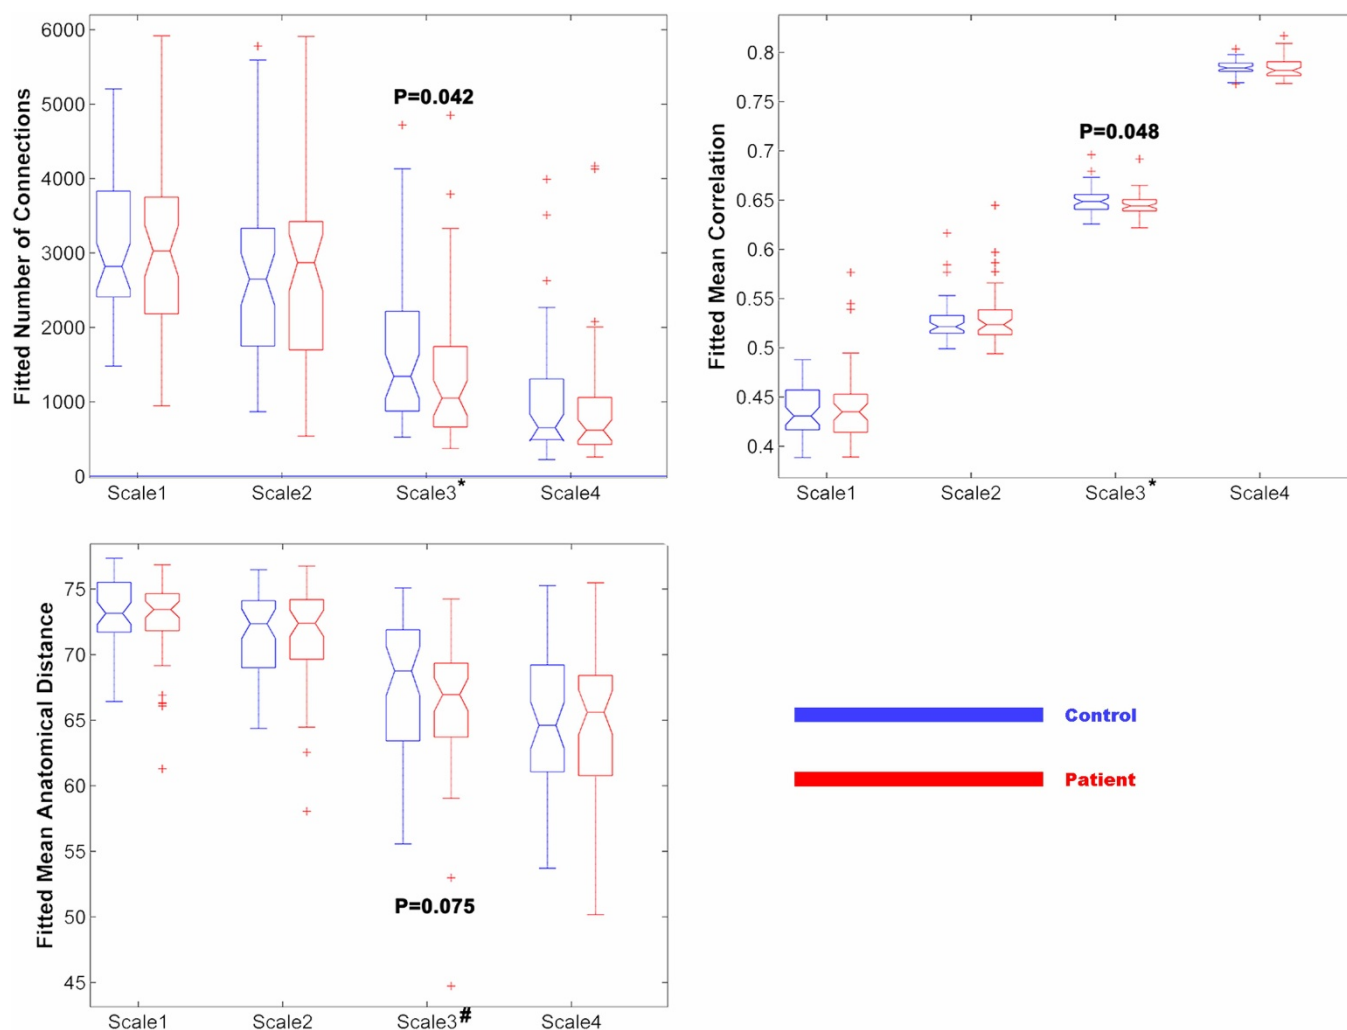 Fitted Number of Connections
6000
5000
4000
3000
2000
1000
0
P=0.042
Scale1 Scale2 Scale3* Scale4
Fitted Mean Correlation
0.8
0.75
0.7
0.65
0.6
0.55
0.5
0.45
0.4
P=0.048
Scale1 Scale2 Scale3* Scale4
Fitted Mean Anatomical Distance
75
70
65
60
55
50
45
P=0.075
Scale1 Scale2 Scale3# Scale4
Control
Patient